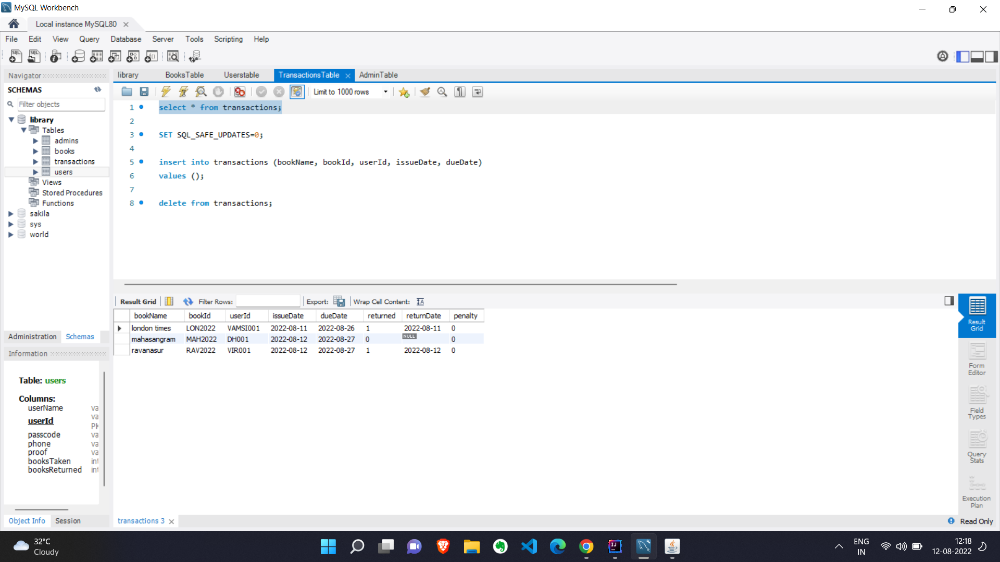 MySQL Workbench
Local instance MySQL80
File Edit View Query Database Server Tools Scripting Help
Navigator
SCHEMAS
Filter objects
library
Tables
admins
books
transactions
users
Views
Stored Procedures
Functions
sakila
sys
world
Administration Schemas
Information
Table: users
Columns:
userName va
userId va
PK
passcode va
phone va
proof va
booksTaken int
booksReturned int
Object Info Session
library BooksTable Userstable TransactionsTable AdminTable
Limit to 1000 rows
1 select * from transactions;
2
3 SET SQL_SAFE_UPDATES=0;
4
5 insert into transactions (bookName, bookId, userId, issueDate, dueDate)
6 values ();
7
8 delete from transactions;
Result Grid Filter Rows: Export: Wrap Cell Content:
bookName bookId userId issueDate dueDate returned returnDate penalty
london times LON2022 VAMSI001 2022-08-11 2022-08-26 1 2022-08-11 0
mahasangram MAH2022 DH001 2022-08-12 2022-08-27 0 NULL 0
ravanasur RAV2022 VIR001 2022-08-12 2022-08-27 1 2022-08-12 0
Result
Grid
Form
Editor
Field
Types
Query
Stats
Execution
Plan
transactions 3
Read Only
32°C
Cloudy
ENG
IN
12:18
12-08-2022